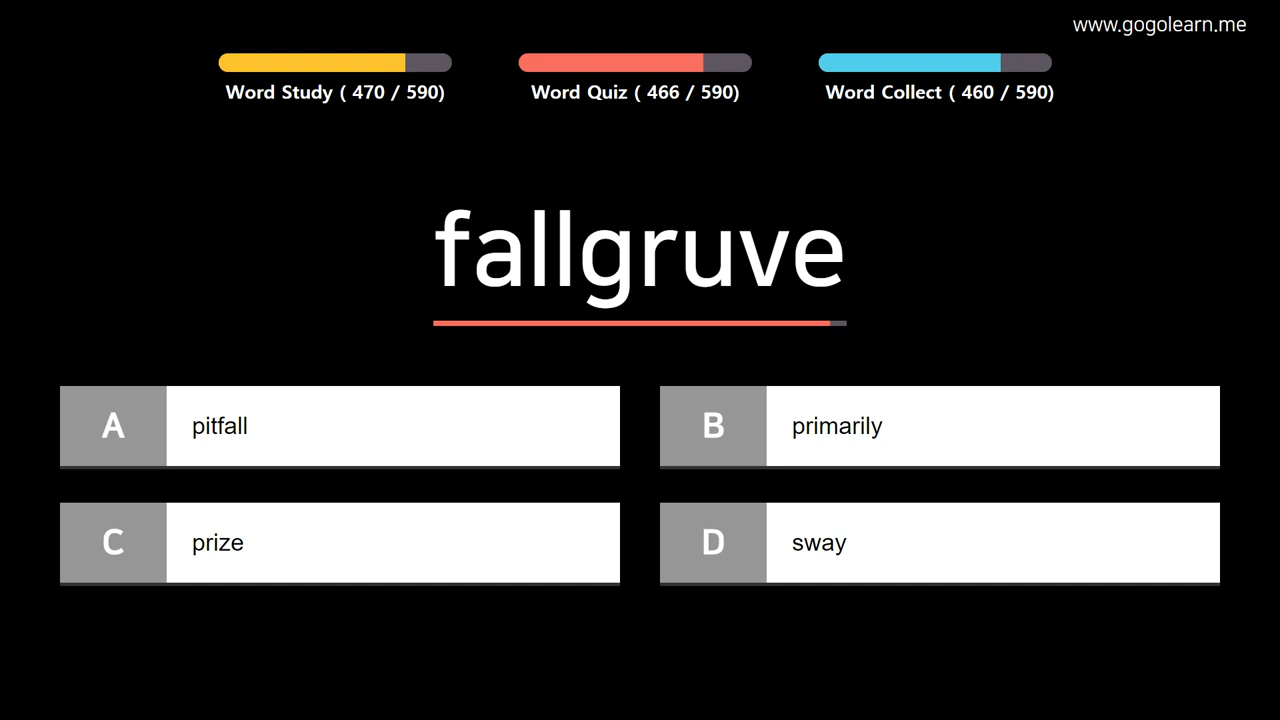 www.gogolearn.me
Word Study ( 470 / 590)
Word Quiz ( 466 / 590)
Word Collect ( 460 / 590)
fallgruve
A pitfall
B primarily
C prize
D sway